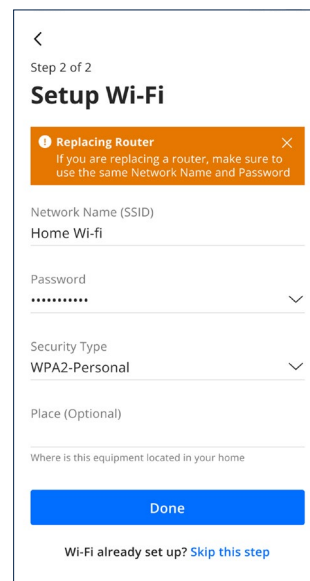 Step 2 of 2
Setup Wi-Fi
Replacing Router
If you are replacing a router, make sure to
use the same Network Name and Password
Network Name (SSID)
Home Wi-fi
Password
•••••••••••
Security Type
WPA2-Personal
Place (Optional)
Where is this equipment located in your home
Done
Wi-Fi already set up? Skip this step